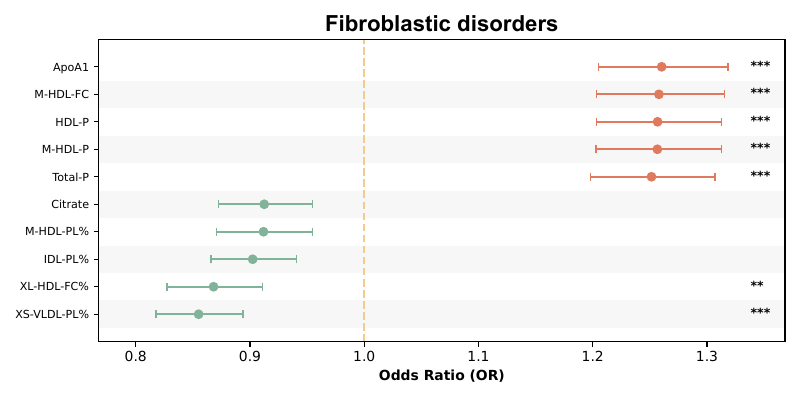 Fibroblastic disorders
ApoA1 ***
M-HDL-FC ***
HDL-P ***
M-HDL-P ***
Total-P ***
Citrate
M-HDL-PL%
IDL-PL%
XL-HDL-FC% **
XS-VLDL-PL% ***
0.8 0.9 1.0 1.1 1.2 1.3
Odds Ratio (OR)